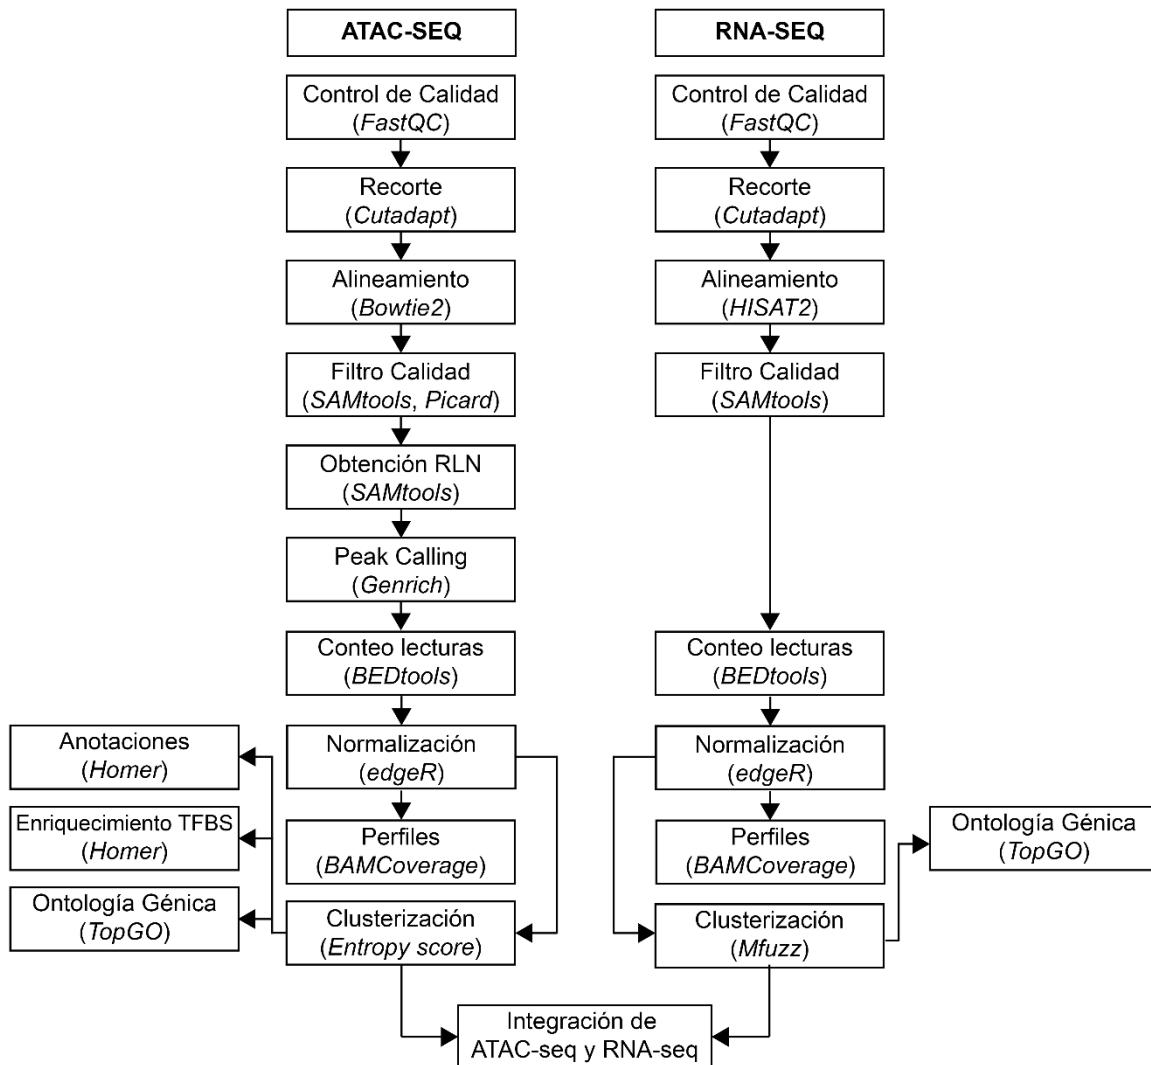 ATAC-SEQ
Control de Calidad
(FastQC)
Recorte
(Cutadapt)
Alineamiento
(Bowtie2)
Filtro Calidad
(SAMtools, Picard)
Obtención RLN
(SAMtools)
Peak Calling
(Genrich)
Conteo lecturas
(BEDtools)
Normalización
(edgeR)
Perfiles
(BAMCoverage)
Clusterización
(Entropy score)
Anotaciones
(Homer)
Enriquecimiento TFBS
(Homer)
Ontología Génica
(TopGO)
RNA-SEQ
Control de Calidad
(FastQC)
Recorte
(Cutadapt)
Alineamiento
(HISAT2)
Filtro Calidad
(SAMtools)
Conteo lecturas
(BEDtools)
Normalización
(edgeR)
Perfiles
(BAMCoverage)
Clusterización
(Mfuzz)
Ontología Génica
(TopGO)
Integración de
ATAC-seq y RNA-seq